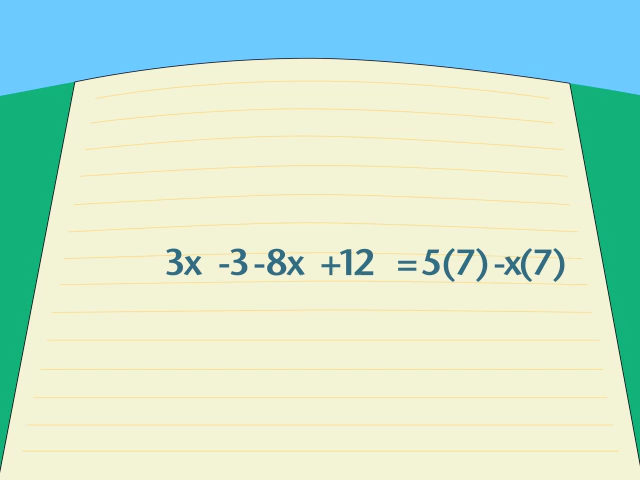 3x -3-8x +12 =5(7)-x(7)